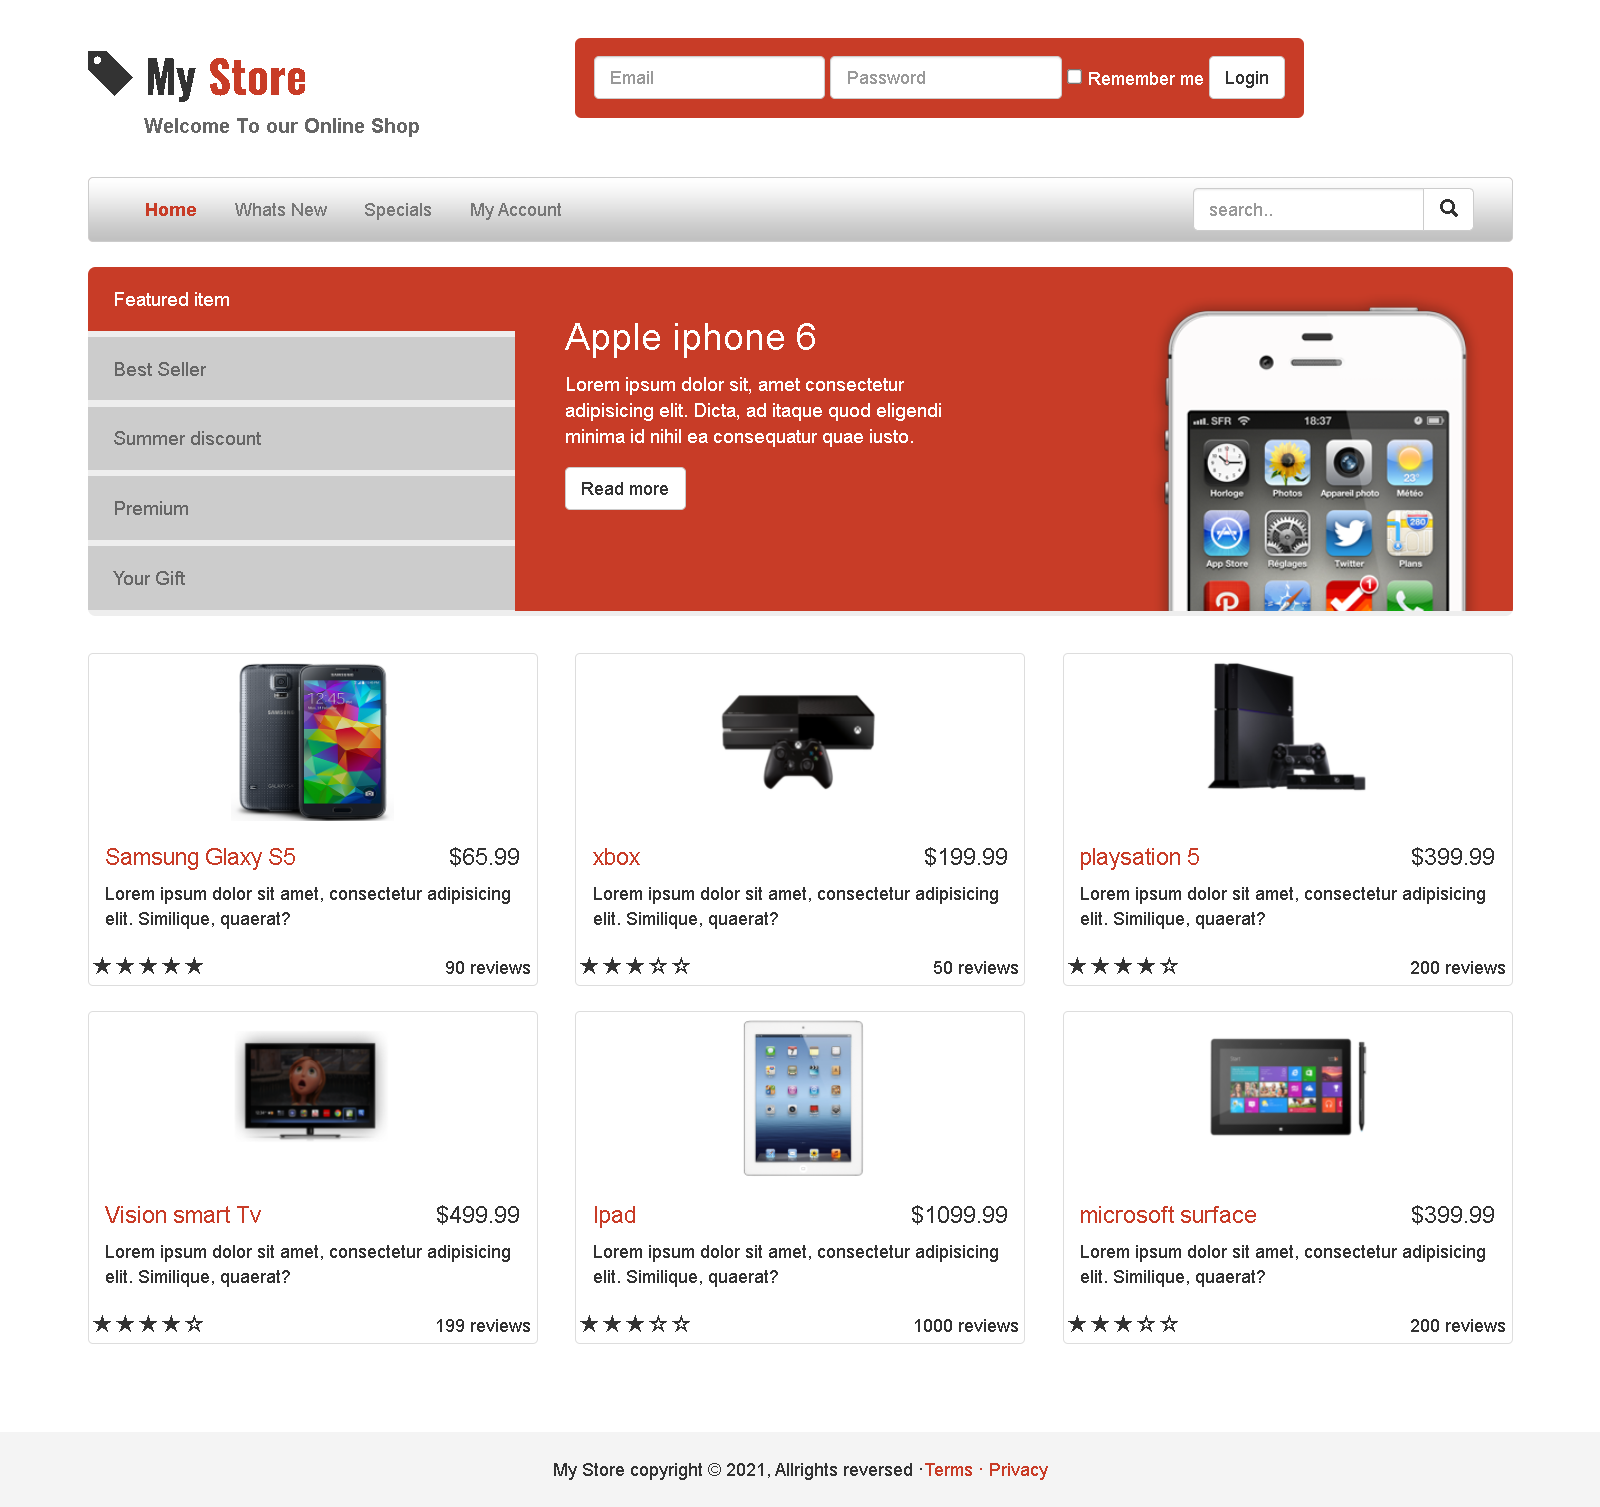 My Store
Welcome To our Online Shop
Email
Password
Remember me
Login
Home
Whats New
Specials
My Account
search..
Featured item
Best Seller
Summer discount
Premium
Your Gift
Apple iphone 6
Lorem ipsum dolor sit, amet consectetur
adipisicing elit. Dicta, ad itaque quod eligendi
minima id nihil ea consequatur quae iusto.
Read more
SFR
18:37
23°
Horloge
Photos
Appareil photo
Météo
280
App Store
Réglages
Twitter
Plans
1
SAMSUNG
SAMSUNG
12:45
Samsung Glaxy S5
$65.99
Lorem ipsum dolor sit amet, consectetur adipisicing
elit. Similique, quaerat?
★★★★★
90 reviews
xbox
$199.99
Lorem ipsum dolor sit amet, consectetur adipisicing
elit. Similique, quaerat?
★★★☆☆
50 reviews
playsation 5
$399.99
Lorem ipsum dolor sit amet, consectetur adipisicing
elit. Similique, quaerat?
★★★★☆
200 reviews
Vision smart Tv
$499.99
Lorem ipsum dolor sit amet, consectetur adipisicing
elit. Similique, quaerat?
★★★★☆
199 reviews
Ipad
$1099.99
Lorem ipsum dolor sit amet, consectetur adipisicing
elit. Similique, quaerat?
★★★☆☆
1000 reviews
Start
microsoft surface
$399.99
Lorem ipsum dolor sit amet, consectetur adipisicing
elit. Similique, quaerat?
★★★☆☆
200 reviews
My Store copyright © 2021, Allrights reversed ·Terms · Privacy